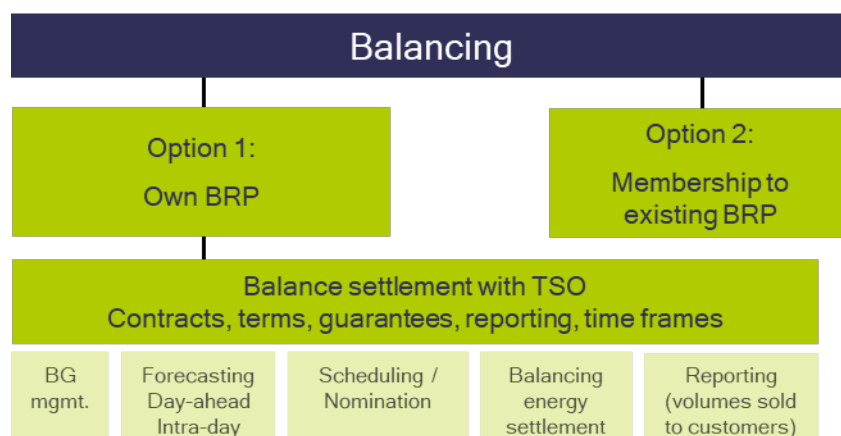 Balancing
Option 1:
Own BRP
Option 2:
Membership to
existing BRP
Balance settlement with TSO
Contracts, terms, guarantees, reporting, time frames
BG
mgmt.
Forecasting
Day-ahead
Intra-day
Scheduling /
Nomination
Balancing
energy
settlement
Reporting
(volumes sold
to customers)